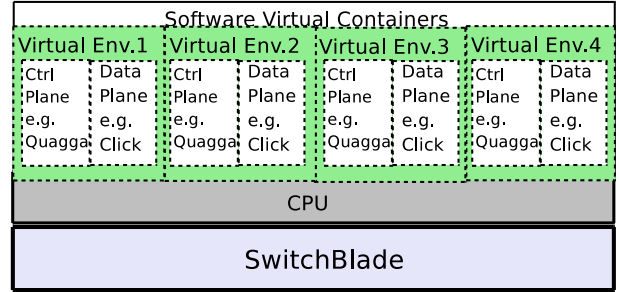 Software Virtual Containers
Virtual Env.1
Ctrl
Plane
e.g.
Quagga
Data
Plane
e.g.
Click
Virtual Env.2
Ctrl
Plane
e.g.
Quagga
Data
Plane
e.g.
Click
Virtual Env.3
Ctrl
Plane
e.g.
Quagga
Data
Plane
e.g.
Click
Virtual Env.4
Ctrl
Plane
e.g.
Quagga
Data
Plane
e.g.
Click
CPU
SwitchBlade